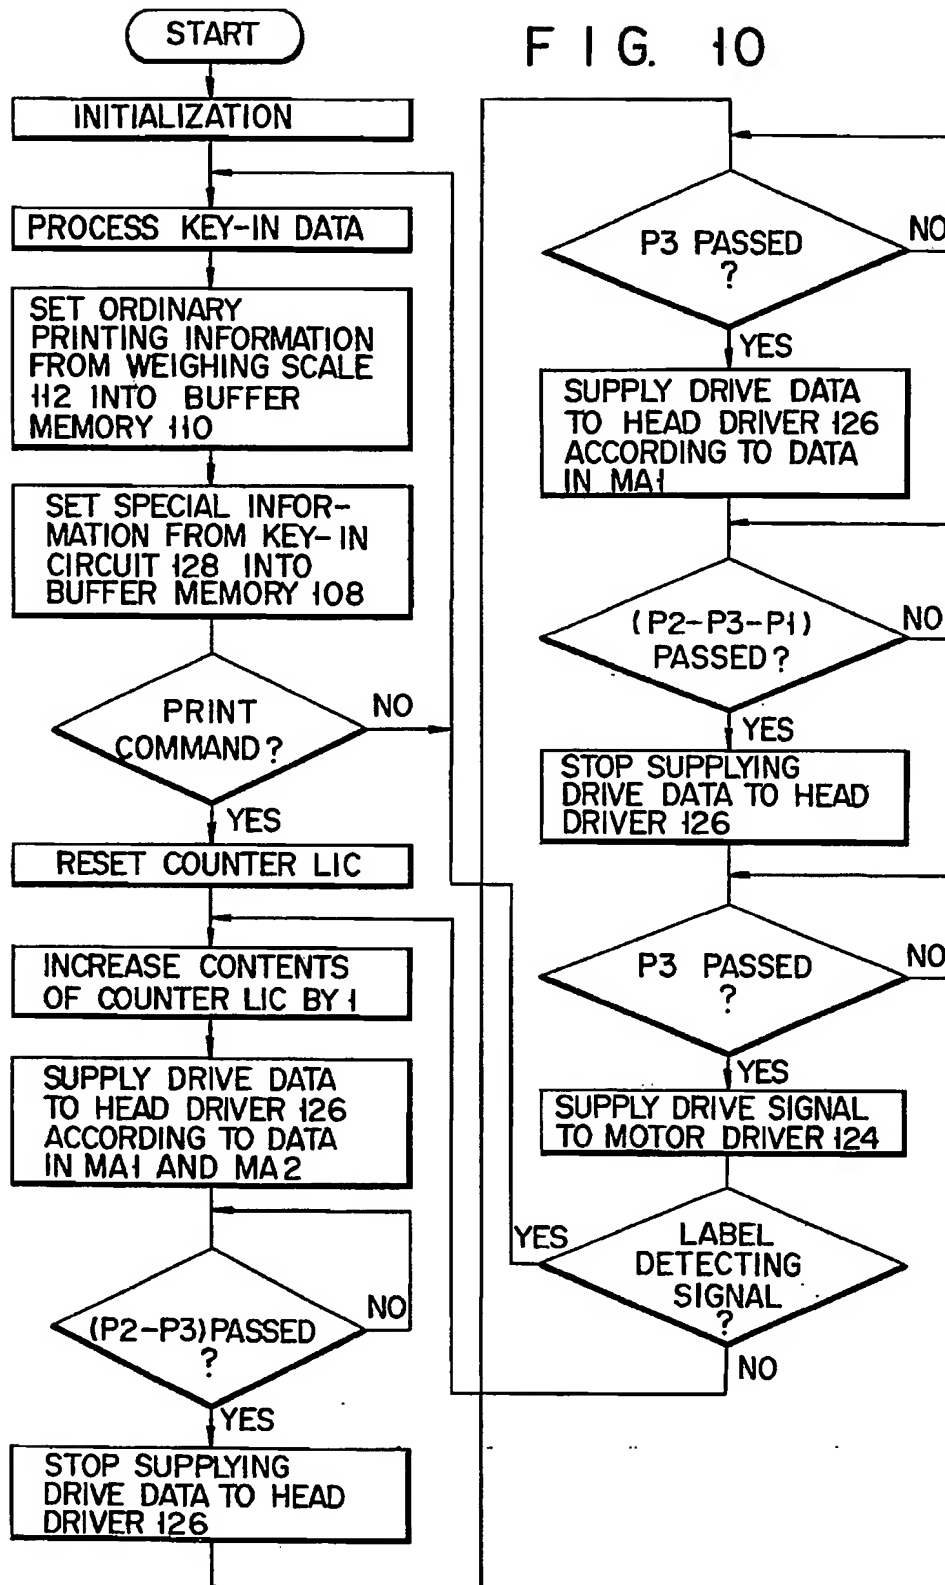 F I G. 10
START
INITIALIZATION
PROCESS KEY-IN DATA
SET ORDINARY
PRINTING INFORMATION
FROM WEIGHING SCALE
112 INTO BUFFER
MEMORY 110
SET SPECIAL INFOR-
MATION FROM KEY-IN
CIRCUIT 128 INTO
BUFFER MEMORY 108
PRINT
COMMAND?
NO
YES
RESET COUNTER LIC
INCREASE CONTENTS
OF COUNTER LIC BY 1
SUPPLY DRIVE DATA
TO HEAD DRIVER 126
ACCORDING TO DATA
IN MA1 AND MA2
(P2-P3) PASSED
?
NO
YES
STOP SUPPLYING
DRIVE DATA TO HEAD
DRIVER 126
P3 PASSED
?
NO
YES
SUPPLY DRIVE DATA
TO HEAD DRIVER 126
ACCORDING TO DATA
IN MA1
(P2-P3-P1)
PASSED?
NO
YES
STOP SUPPLYING
DRIVE DATA TO HEAD
DRIVER 126
P3 PASSED
?
NO
YES
SUPPLY DRIVE SIGNAL
TO MOTOR DRIVER 124
LABEL
DETECTING
SIGNAL
?
YES
NO